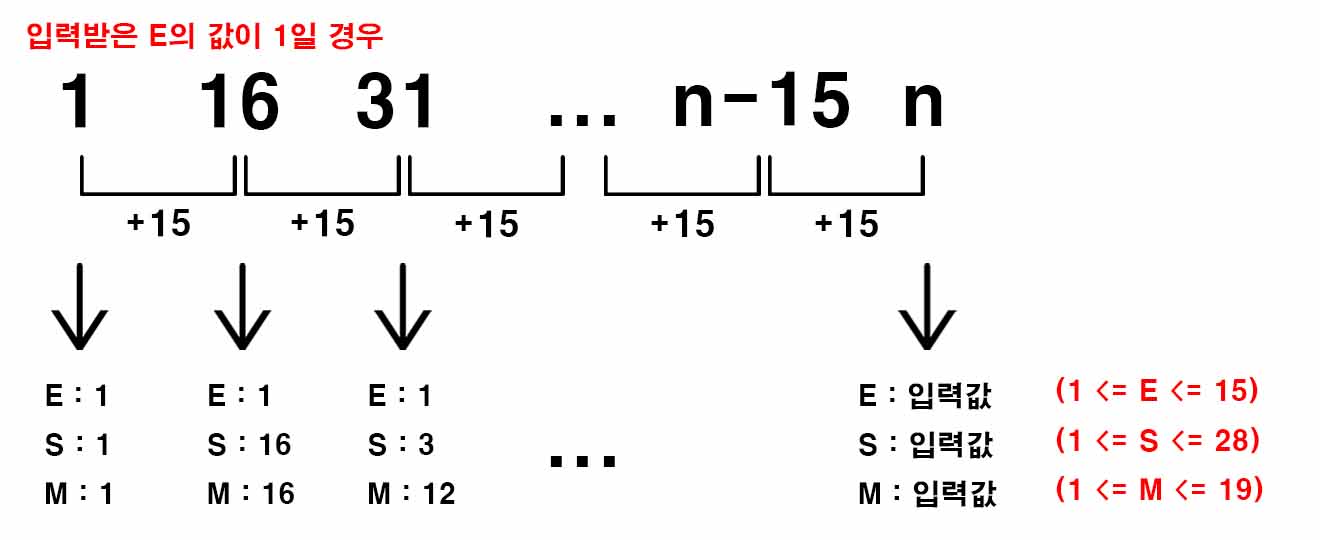 입력받은 E의 값이 1일 경우
1 16 31 ... n-15 n
+15 +15 +15 +15 +15
E : 1 E : 1 E : 1 E : 입력값 (1 <= E <= 15)
S : 1 S : 16 S : 3 ... S : 입력값 (1 <= S <= 28)
M : 1 M : 16 M : 12 M : 입력값 (1 <= M <= 19)